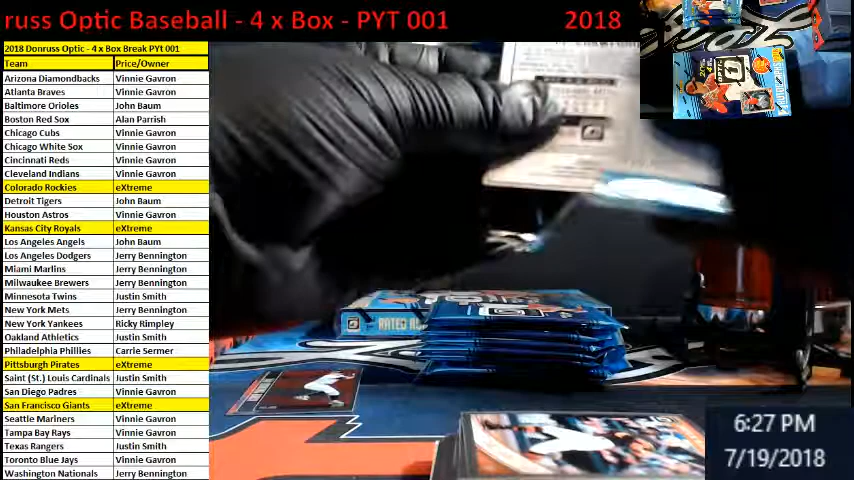 russ Optic Baseball - 4 x Box - PYT 001 2018
2018 Donruss Optic - 4 x Box Break PYt 001
Team Price/Owner
Arizona Diamondbacks Vinnie Gavron
Atlanta Braves Vinnie Gavron
Baltimore Orioles John Baum
Boston Red Sox Alan Parrish
Chicago Cubs Vinnie Gavron
Chicago White Sox Vinnie Gavron
Cincinnati Reds Vinnie Gavron
Cleveland Indians Vinnie Gavron
Colorado Rockies eXtreme
Detroit Tigers John Baum
Houston Astros Vinnie Gavron
Kansas City Royals eXtreme
Los Angeles Angels John Baum
Los Angeles Dodgers Jerry Bennington
Miami Marlins Jerry Bennington
Milwaukee Brewers Jerry Bennington
Minnesota Twins Justin Smith
New York Mets Jerry Bennington
New York Yankees Ricky Rimpley
Oakland Athletics Justin Smith
Philadelphia Phillies Carrie Sermer
Pittsburgh Pirates eXtreme
Saint (St.) Louis Cardinals Justin Smith
San Diego Padres Vinnie Gavron
San Francisco Giants eXtreme
Seattle Mariners Vinnie Gavron
Tampa Bay Rays Vinnie Gavron
Texas Rangers Justin Smith
Toronto Blue Jays Vinnie Gavron
Washington Nationals Jerry Bennington
RATED
6:27 PM
7/19/2018